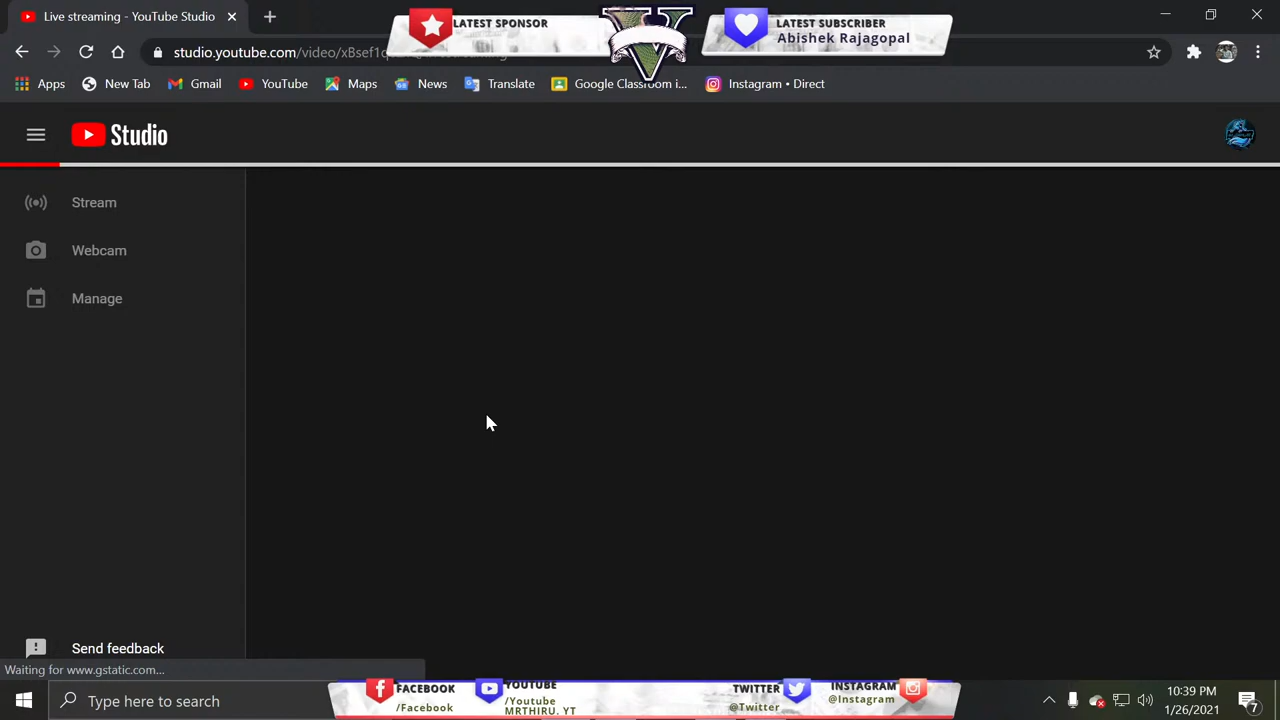 Live streaming - YouTube Studio
LATEST SPONSOR
LATEST SUBSCRIBER
Abishek Rajagopal
studio.youtube.com/video/
Apps
New Tab
Gmail
YouTube
Maps
News
Translate
Google Classroom i...
Instagram • Direct
Studio
Stream
Webcam
Manage
Send feedback
Waiting for www.gstatic.com...
Type here to search
FACEBOOK
/Facebook
YOUTUBE
/Youtube
MRTHIRU. YT
TWITTER
@Twitter
INSTAGRAM
@Instagram
10:39 PM
1/26/2021
7